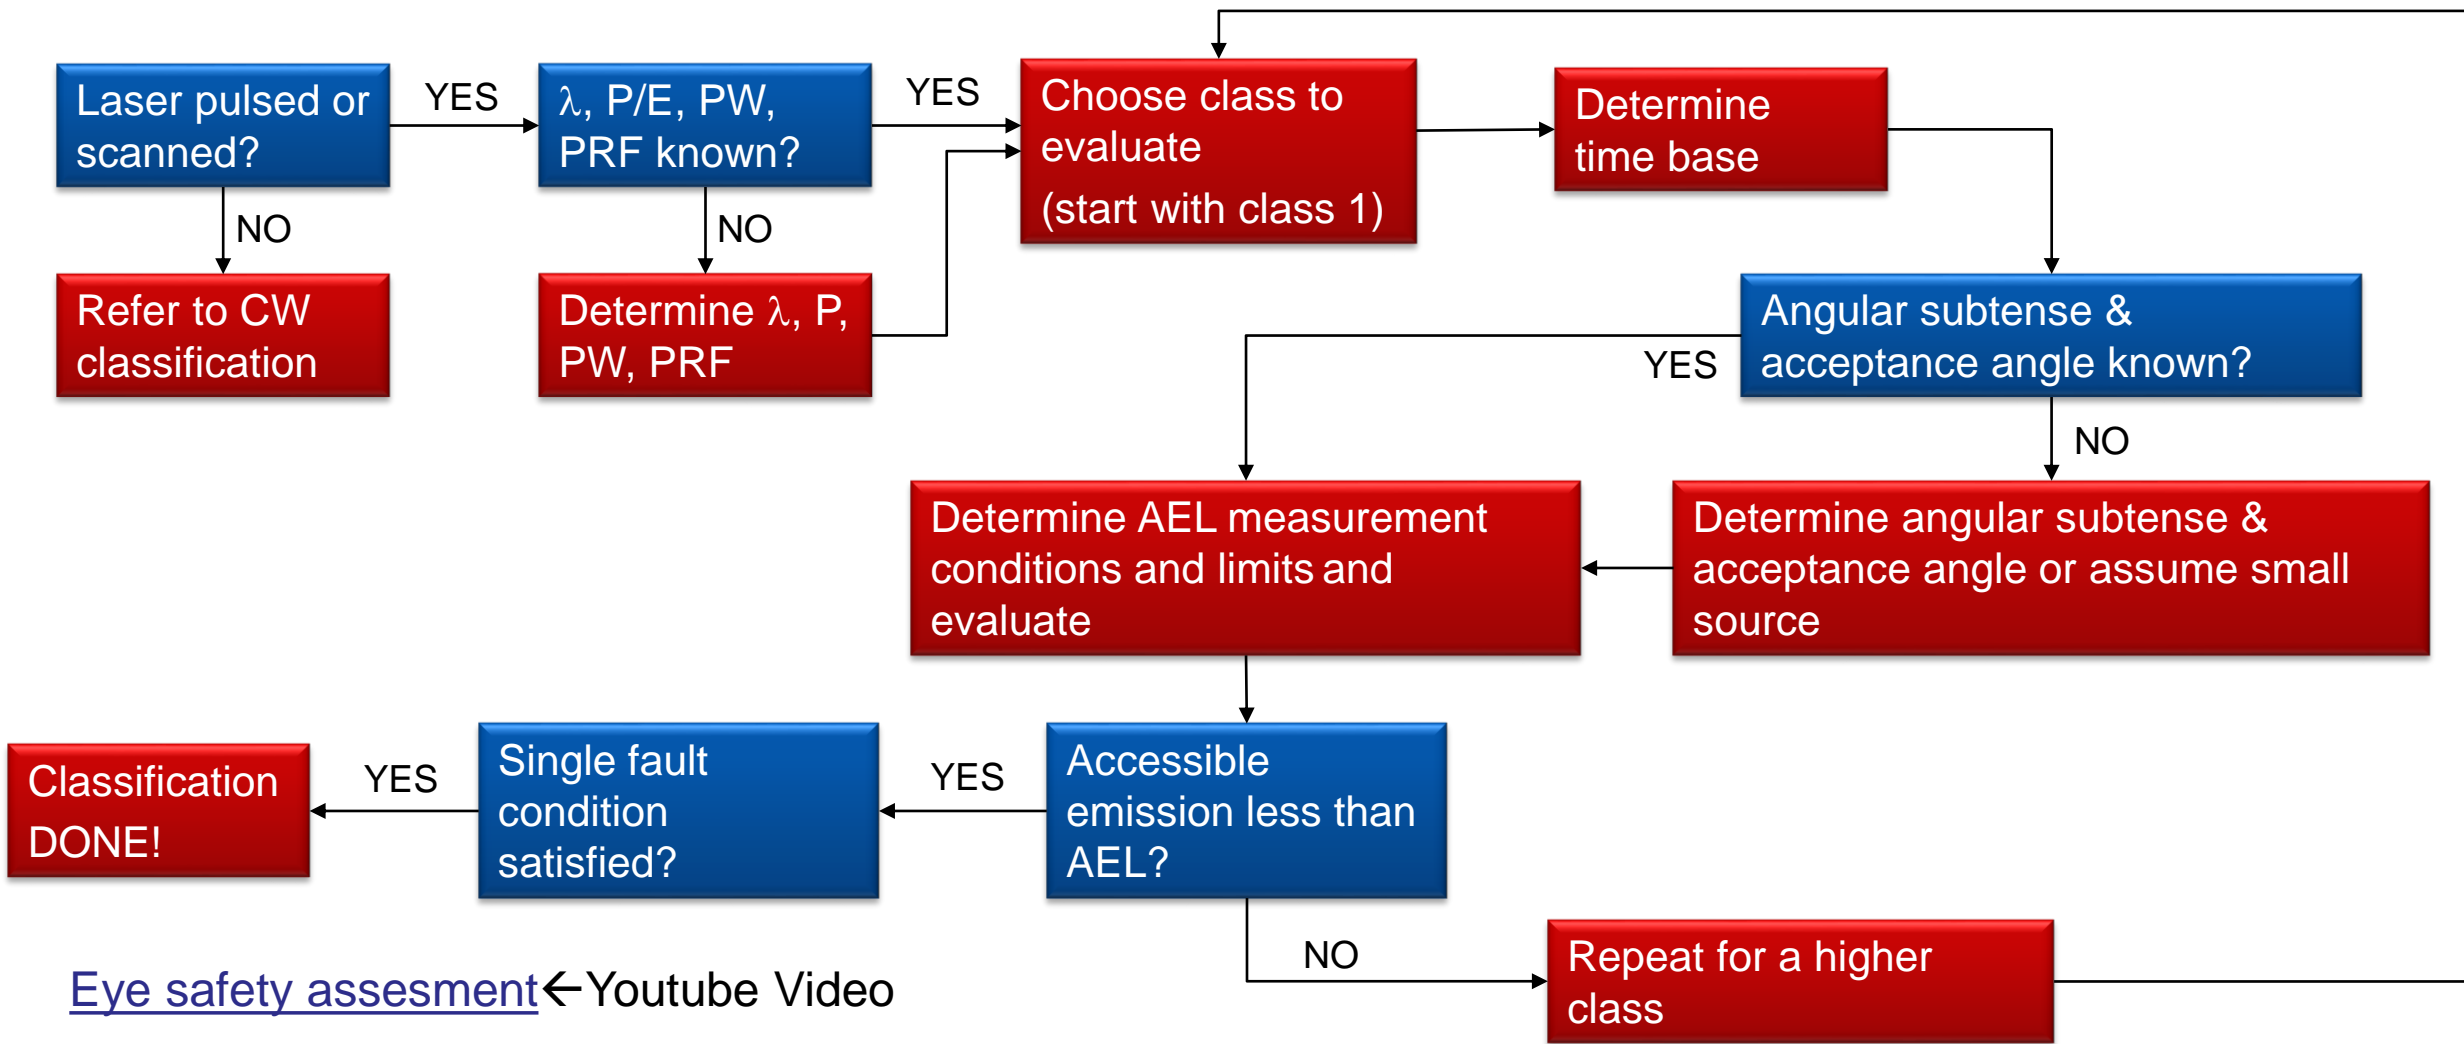 Laser pulsed or
scanned?
YES
λ, P/E, PW,
PRF known?
YES
Choose class to
evaluate
(start with class 1)
Determine
time base
NO
NO
Refer to CW
classification
Determine λ, P,
PW, PRF
Angular subtense &
acceptance angle known?
YES
NO
Determine AEL measurement
conditions and limits and
evaluate
Determine angular subtense &
acceptance angle or assume small
source
Classification
DONE!
YES
Single fault
condition
satisfied?
YES
Accessible
emission less than
AEL?
NO
Repeat for a higher
class
Eye safety assesment←Youtube Video